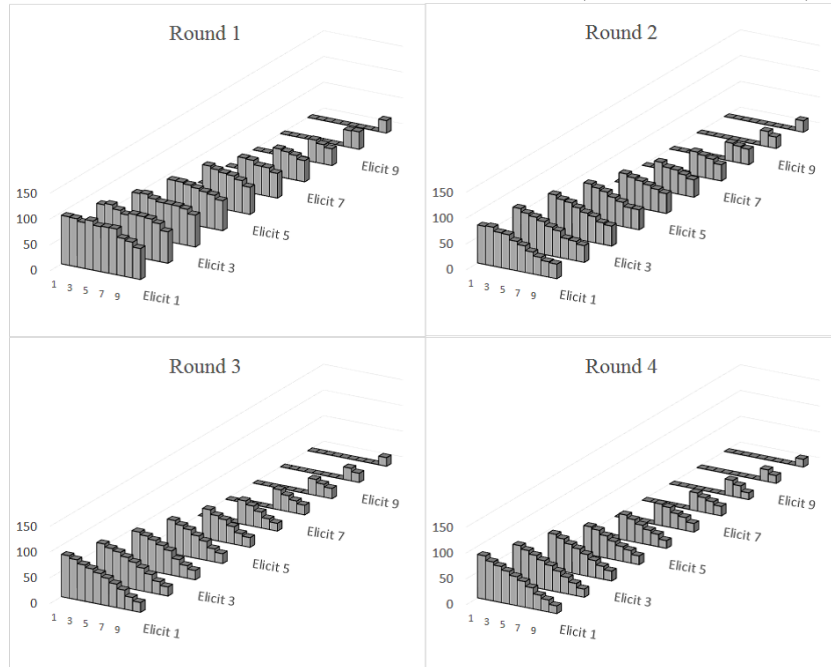 Round 1
150
100
50
0
1 3 5 7 9
Elicit 1
Elicit 3
Elicit 5
Elicit 7
Elicit 9
Round 2
150
100
50
0
1 3 5 7 9
Elicit 1
Elicit 3
Elicit 5
Elicit 7
Elicit 9
Round 3
150
100
50
0
1 3 5 7 9
Elicit 1
Elicit 3
Elicit 5
Elicit 7
Elicit 9
Round 4
150
100
50
0
1 3 5 7 9
Elicit 1
Elicit 3
Elicit 5
Elicit 7
Elicit 9